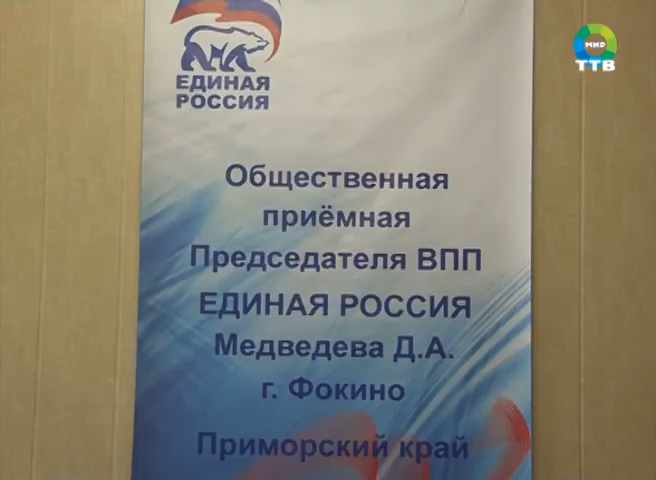 МИР
ТТВ
ЕДИНАЯ
РОССИЯ
Общественная
приёмная
Председателя ВПП
ЕДИНАЯ РОССИЯ
Медведева Д.А.
г. Фокино
Приморский край